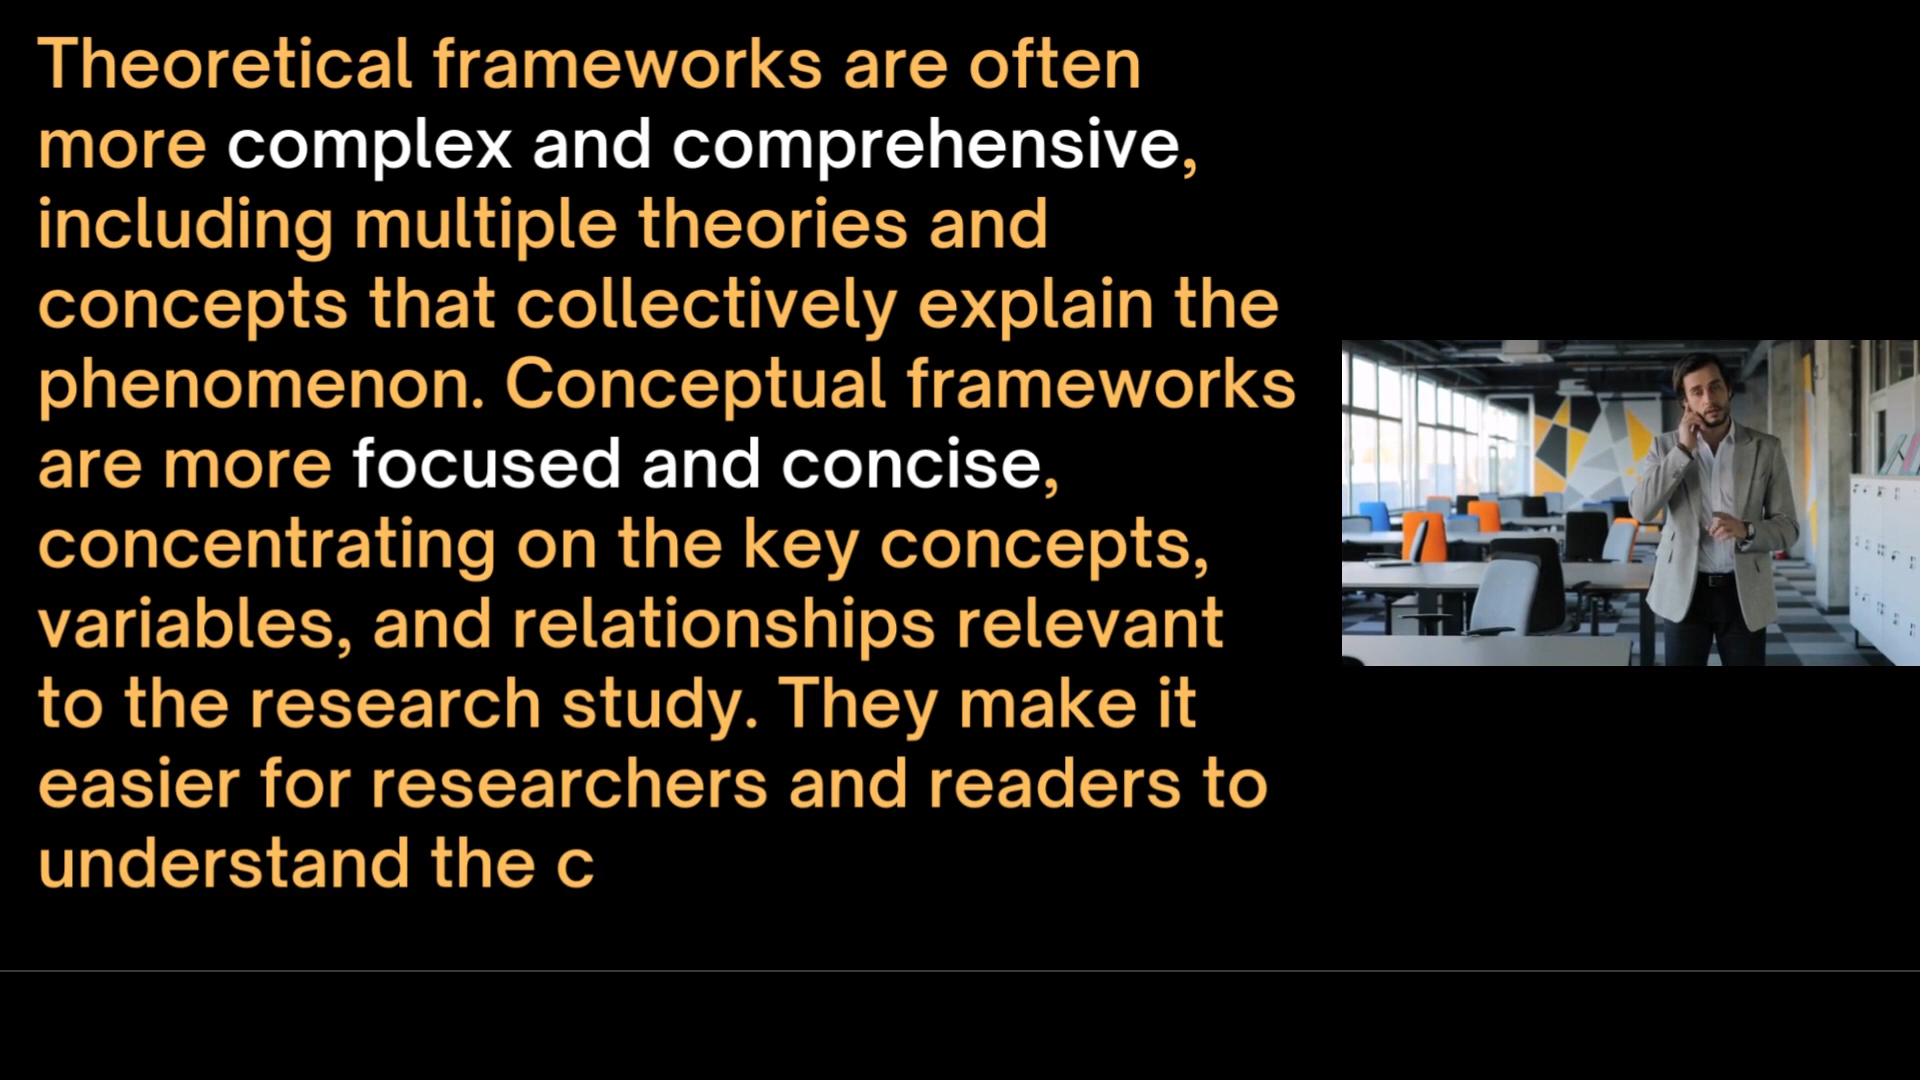 Theoretical frameworks are often
more complex and comprehensive,
including multiple theories and
concepts that collectively explain the
phenomenon. Conceptual frameworks
are more focused and concise,
concentrating on the key concepts,
variables, and relationships relevant
to the research study. They make it
easier for researchers and readers to
understand the c